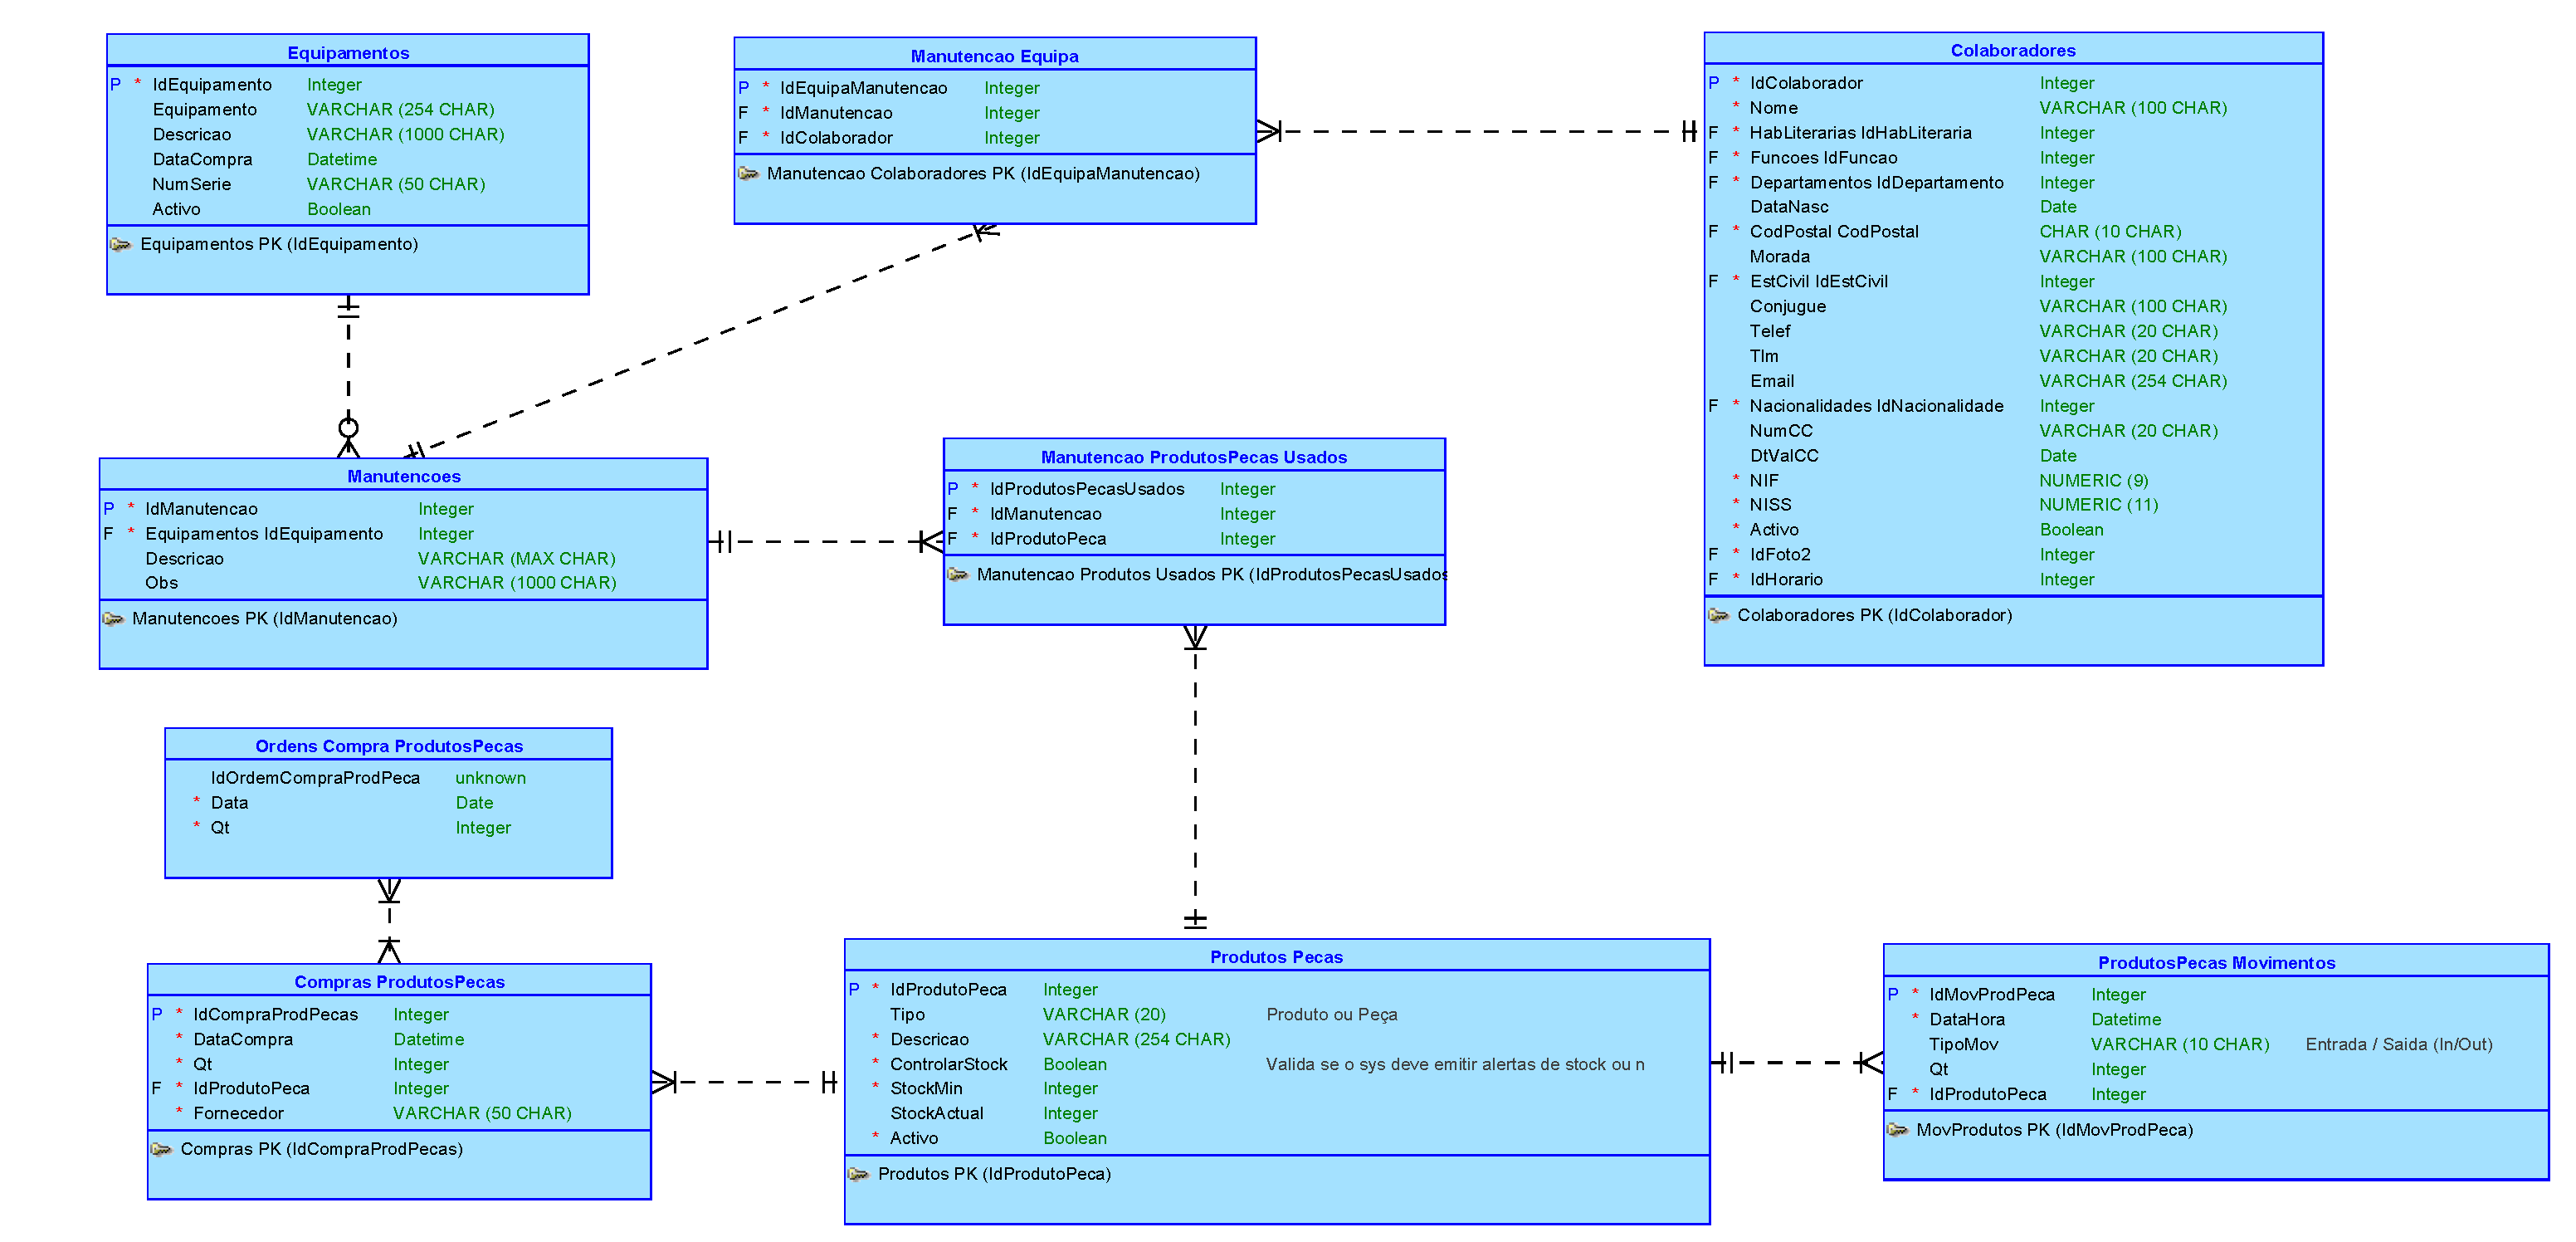 Equipamentos
P * IdEquipamento Integer
Equipamento VARCHAR (254 CHAR)
Descricao VARCHAR (1000 CHAR)
DataCompra Datetime
NumSerie VARCHAR (50 CHAR)
Activo Boolean
Equipamentos PK (IdEquipamento)
Manutencao Equipa
P * IdEquipaManutencao Integer
F * IdManutencao Integer
F * IdColaborador Integer
Manutencao Colaboradores PK (IdEquipaManutencao)
Colaboradores
P * IdColaborador Integer
* Nome VARCHAR (100 CHAR)
F * HabLiterarias IdHabLiteraria Integer
F * Funcoes IdFuncao Integer
F * Departamentos IdDepartamento Integer
DataNasc Date
F * CodPostal CodPostal CHAR (10 CHAR)
Morada VARCHAR (100 CHAR)
F * EstCivil IdEstCivil Integer
Conjugue VARCHAR (100 CHAR)
Telef VARCHAR (20 CHAR)
Tlm VARCHAR (20 CHAR)
Email VARCHAR (254 CHAR)
F * Nacionalidades IdNacionalidade Integer
NumCC VARCHAR (20 CHAR)
DtValCC Date
* NIF NUMERIC (9)
* NISS NUMERIC (11)
* Activo Boolean
F * IdFoto2 Integer
F * IdHorario Integer
Colaboradores PK (IdColaborador)
Manutencoes
P * IdManutencao Integer
F * Equipamentos IdEquipamento Integer
Descricao VARCHAR (MAX CHAR)
Obs VARCHAR (1000 CHAR)
Manutencoes PK (IdManutencao)
Manutencao ProdutosPecas Usados
P * IdProdutosPecasUsados Integer
F * IdManutencao Integer
F * IdProdutoPeca Integer
Manutencao Produtos Usados PK (IdProdutosPecasUsados
Ordens Compra ProdutosPecas
IdOrdemCompraProdPeca unknown
* Data Date
* Qt Integer
Compras ProdutosPecas
P * IdCompraProdPecas Integer
* DataCompra Datetime
* Qt Integer
F * IdProdutoPeca Integer
* Fornecedor VARCHAR (50 CHAR)
Compras PK (IdCompraProdPecas)
Produtos Pecas
P * IdProdutoPeca Integer
Tipo VARCHAR (20) Produto ou Peça
* Descricao VARCHAR (254 CHAR)
* ControlarStock Boolean Valida se o sys deve emitir alertas de stock ou n
* StockMin Integer
StockActual Integer
* Activo Boolean
Produtos PK (IdProdutoPeca)
ProdutosPecas Movimentos
P * IdMovProdPeca Integer
* DataHora Datetime
TipoMov VARCHAR (10 CHAR) Entrada / Saida (In/Out)
Qt Integer
F * IdProdutoPeca Integer
MovProdutos PK (IdMovProdPeca)